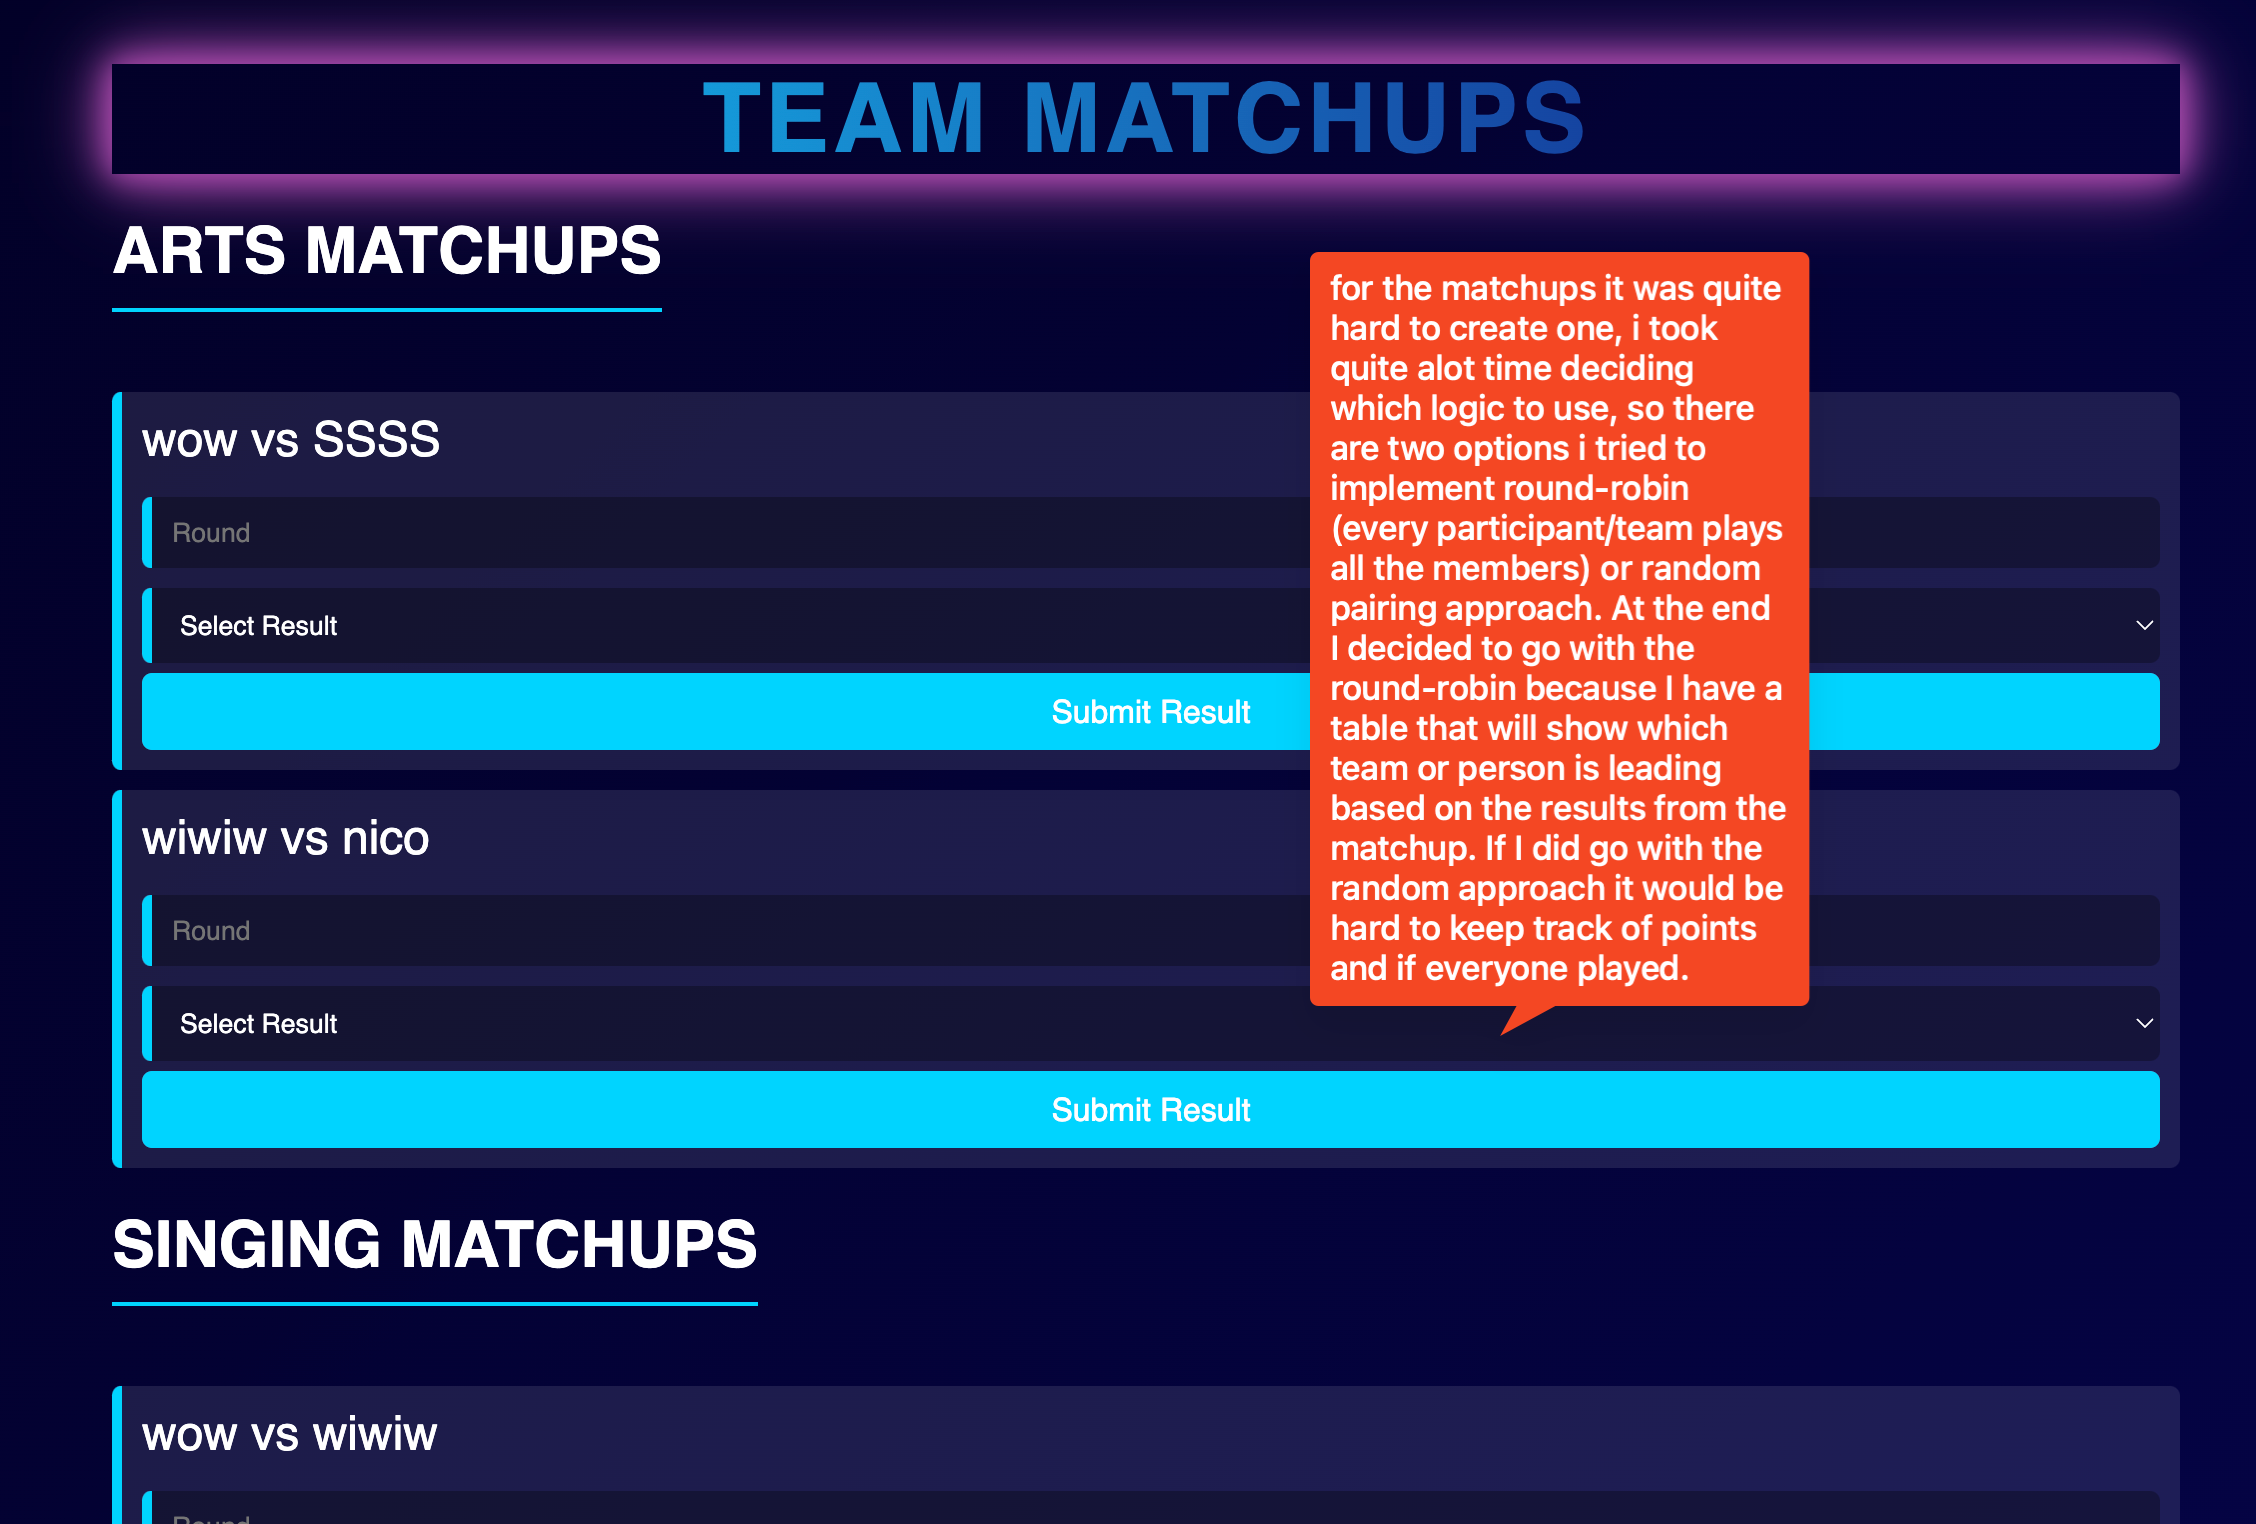 TEAM MATCHUPS
ARTS MATCHUPS
for the matchups it was quite
hard to create one, i took
quite alot time deciding
which logic to use, so there
are two options i tried to
implement round-robin
(every participant/team plays
all the members) or random
pairing approach. At the end
I decided to go with the
round-robin because I have a
table that will show which
team or person is leading
based on the results from the
matchup. If I did go with the
random approach it would be
hard to keep track of points
and if everyone played.
wow vs SSSS
Round
Select Result
Submit Result
wiwiw vs nico
Round
Select Result
Submit Result
SINGING MATCHUPS
wow vs wiwiw
Round